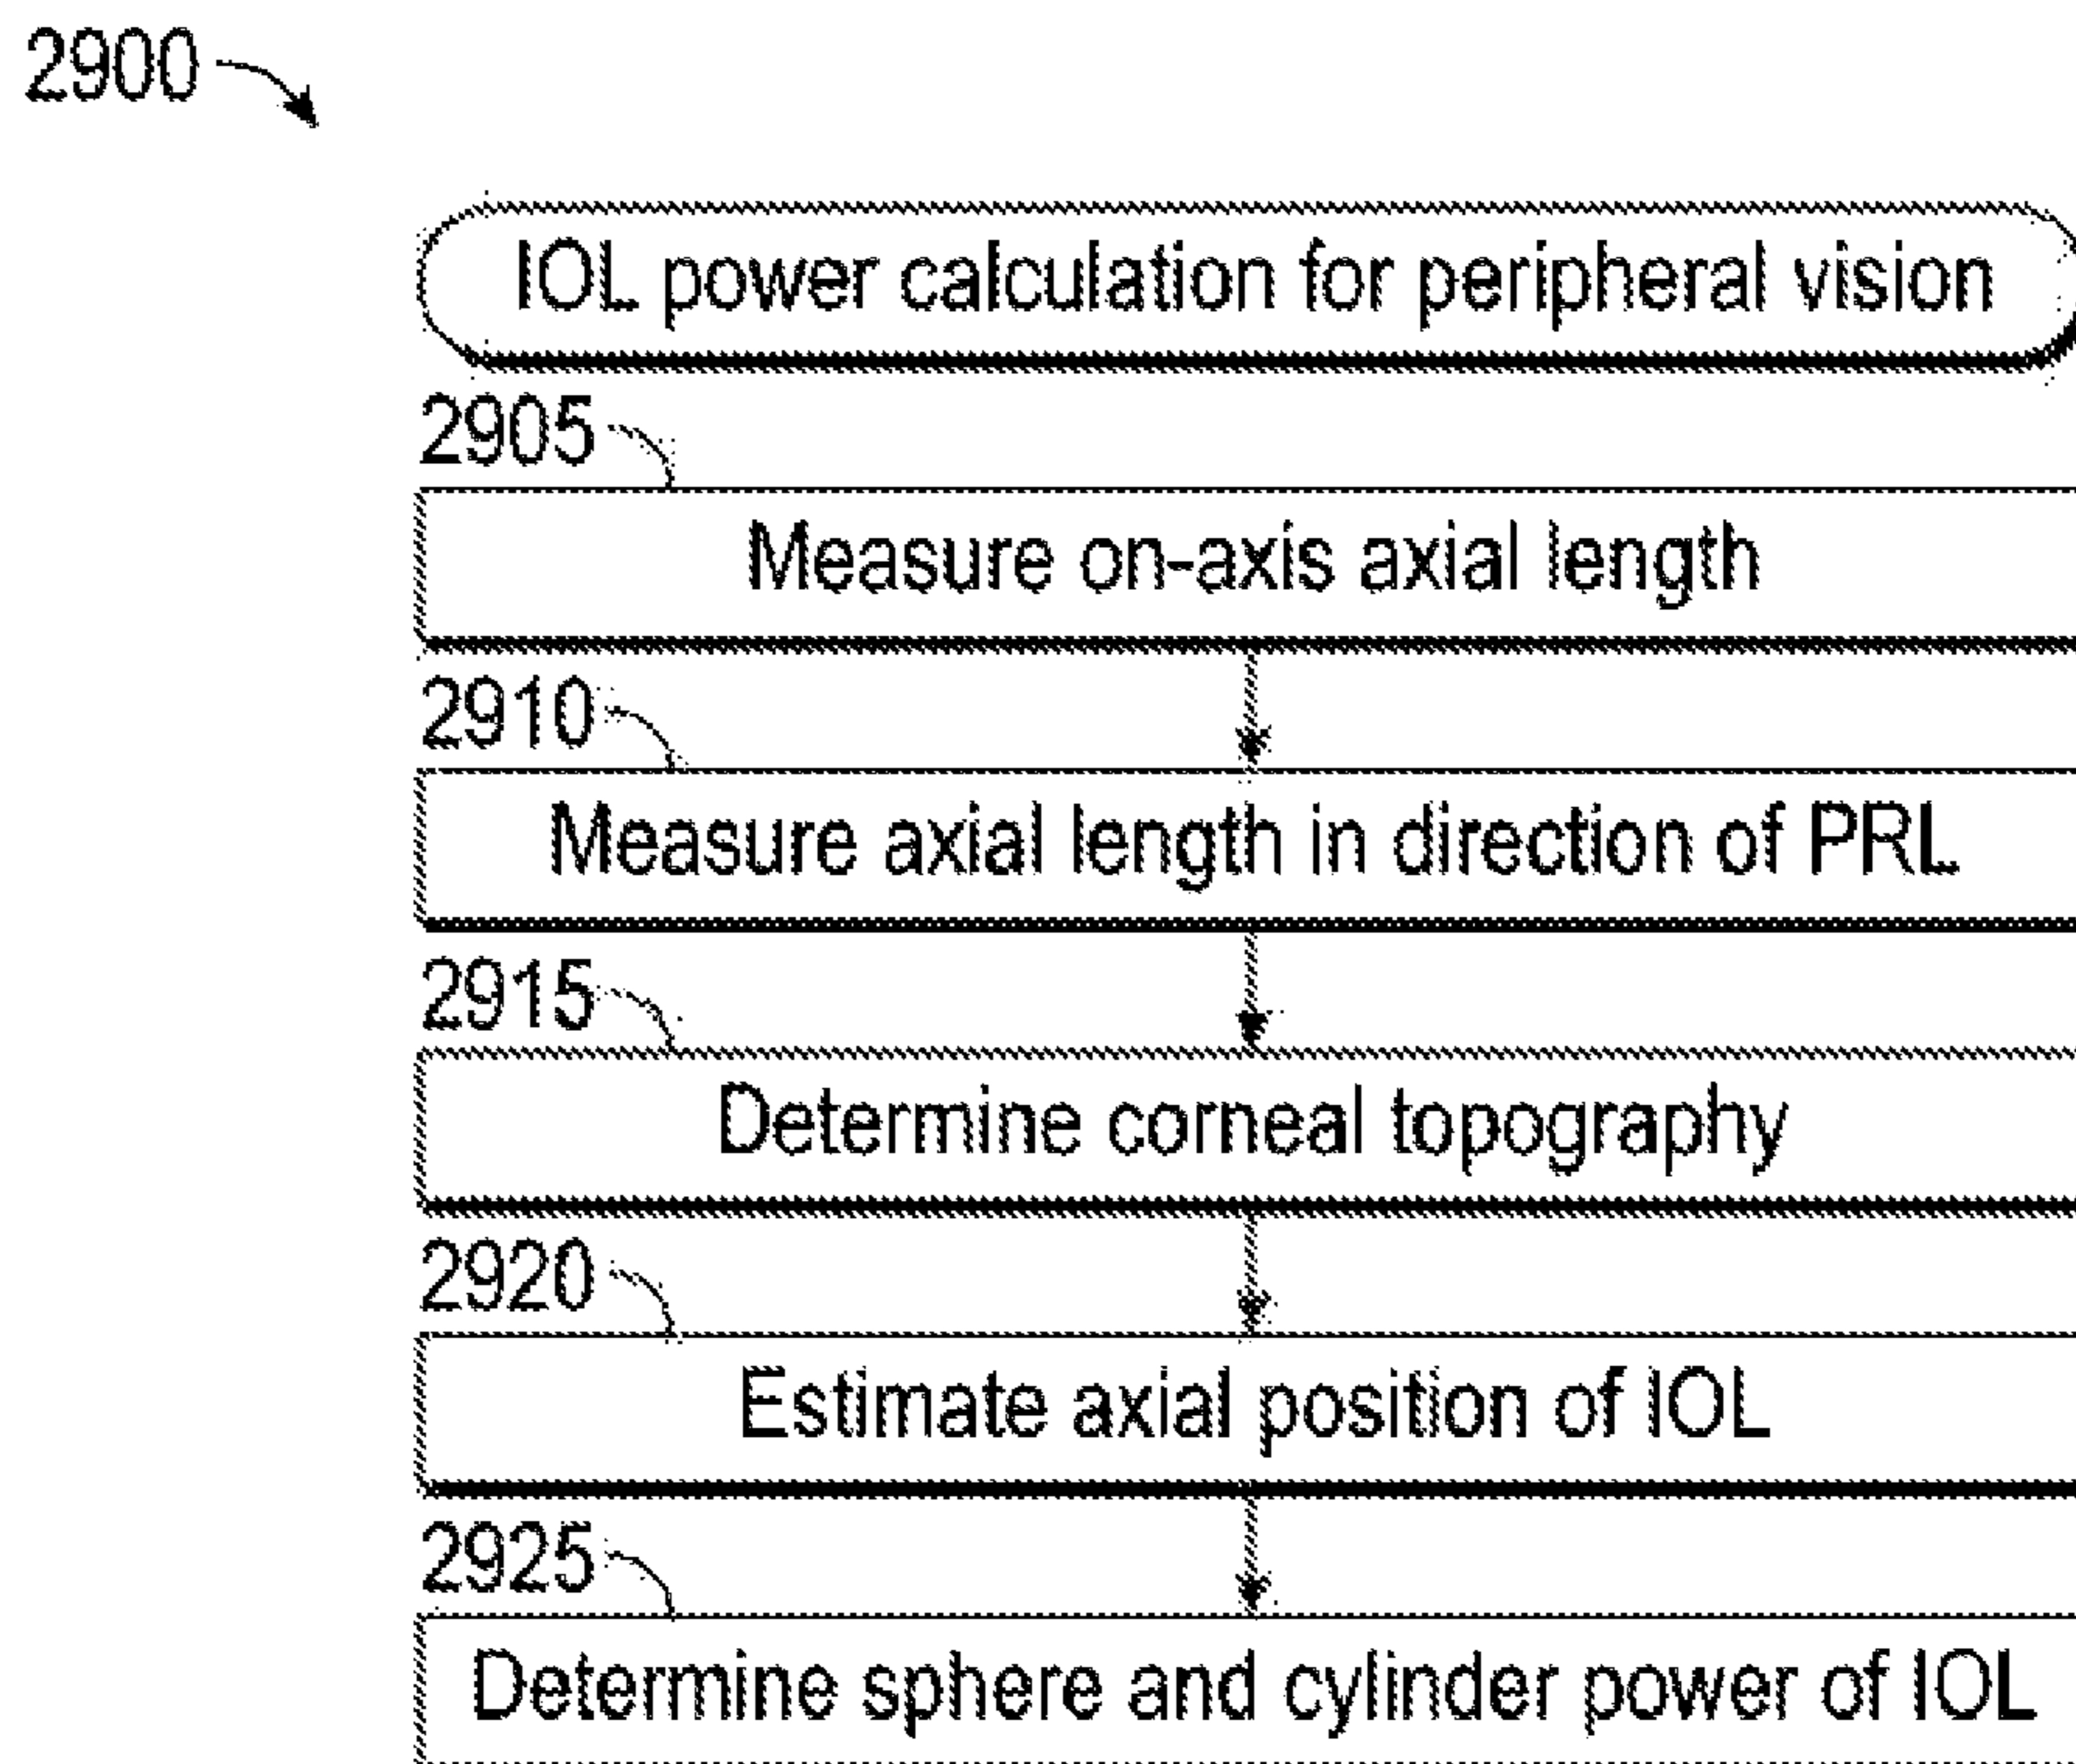 2900
IOL power calculation for peripheral vision
2905
Measure on-axis axial length
2910
Measure axial length in direction of PRL
2915
Determine corneal topography
2920
Estimate axial position of IOL
2925
Determine sphere and cylinder power of IOL